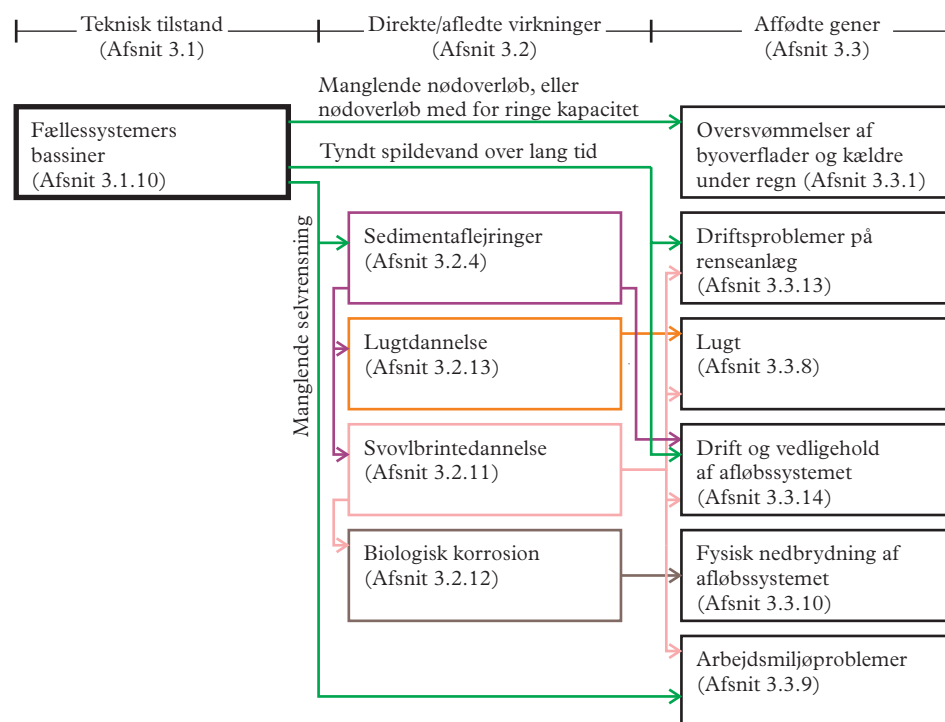 Teknisk tilstand
(Afsnit 3.1)
Direkte/afledte virkninger
(Afsnit 3.2)
Affødte gener
(Afsnit 3.3)
Manglende nødoverløb, eller
nødoverløb med for ringe kapacitet
Fællessystemers
bassiner
(Afsnit 3.1.10)
Tyndt spildevand over lang tid
Manglende selvrensning
Oversvømmelser af
byoverflader og kældre
under regn (Afsnit 3.3.1)
Sedimentaflejringer
(Afsnit 3.2.4)
Driftsproblemer på
renseanlæg
(Afsnit 3.3.13)
Lugtdannelse
(Afsnit 3.2.13)
Lugt
(Afsnit 3.3.8)
Svovlbrintedannelse
(Afsnit 3.2.11)
Drift og vedligehold
af afløbssystemet
(Afsnit 3.3.14)
Biologisk korrosion
(Afsnit 3.2.12)
Fysisk nedbrydning af
afløbssystemet
(Afsnit 3.3.10)
Arbejdsmiljøproblemer
(Afsnit 3.3.9)